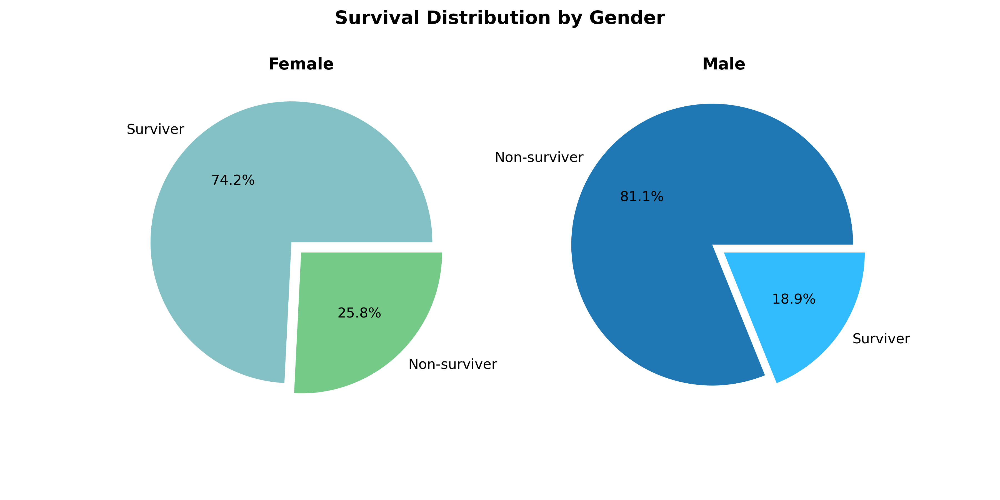 Survival Distribution by Gender
Female
Surviver
74.2%
25.8%
Non-surviver
Male
Non-surviver
81.1%
18.9%
Surviver